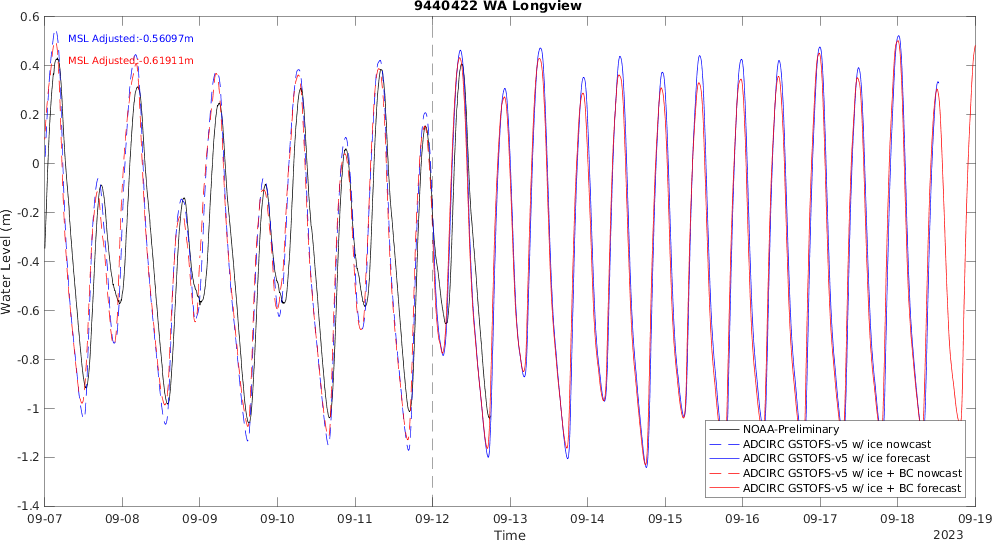 9440422 WA Longview
MSL Adjusted:-0.56097m
MSL Adjusted:-0.61911m
0.6
0.4
0.2
0
-0.2
-0.4
-0.6
-0.8
-1
-1.2
-1.4
Water Level (m)
NOAA-Preliminary
ADCIRC GSTOFS-v5 w/ ice nowcast
ADCIRC GSTOFS-v5 w/ ice forecast
ADCIRC GSTOFS-v5 w/ ice + BC nowcast
ADCIRC GSTOFS-v5 w/ ice + BC forecast
09-07 09-08 09-09 09-10 09-11 09-12 09-13 09-14 09-15 09-16 09-17 09-18 09-19
Time
2023